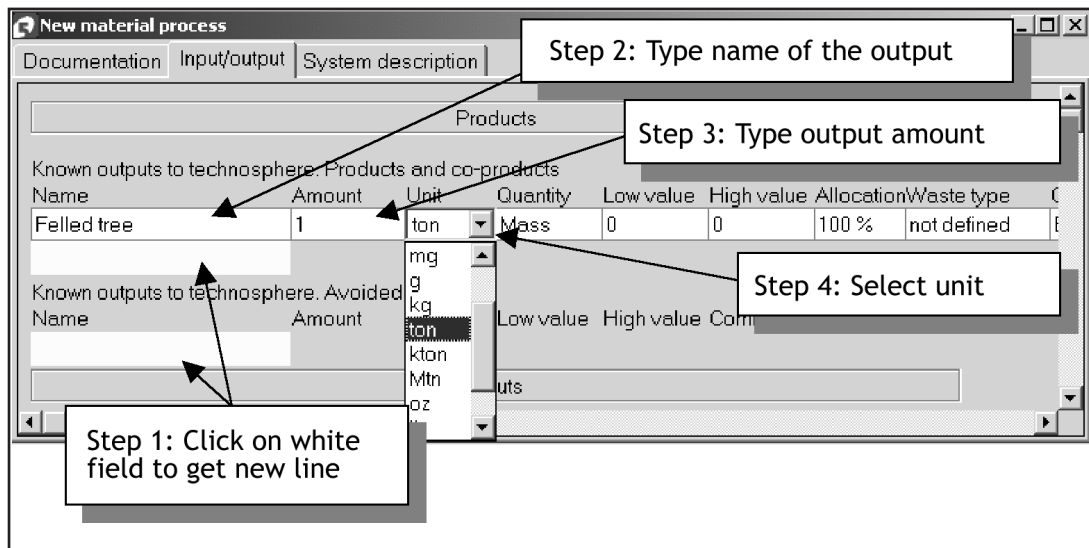 New material process
Documentation Input/output System description
Step 2: Type name of the output
Products
Step 3: Type output amount
Known outputs to technosphere. Products and co-products
Name Amount Unit Quantity Low value High value Allocation Waste type
Felled tree 1 ton Mass 0 0 100 % not defined
mg
g
kg
ton
kton
Mtn
oz
Step 4: Select unit
Known outputs to technosphere. Avoided
Name Amount Low value High value
Step 1: Click on white
field to get new line